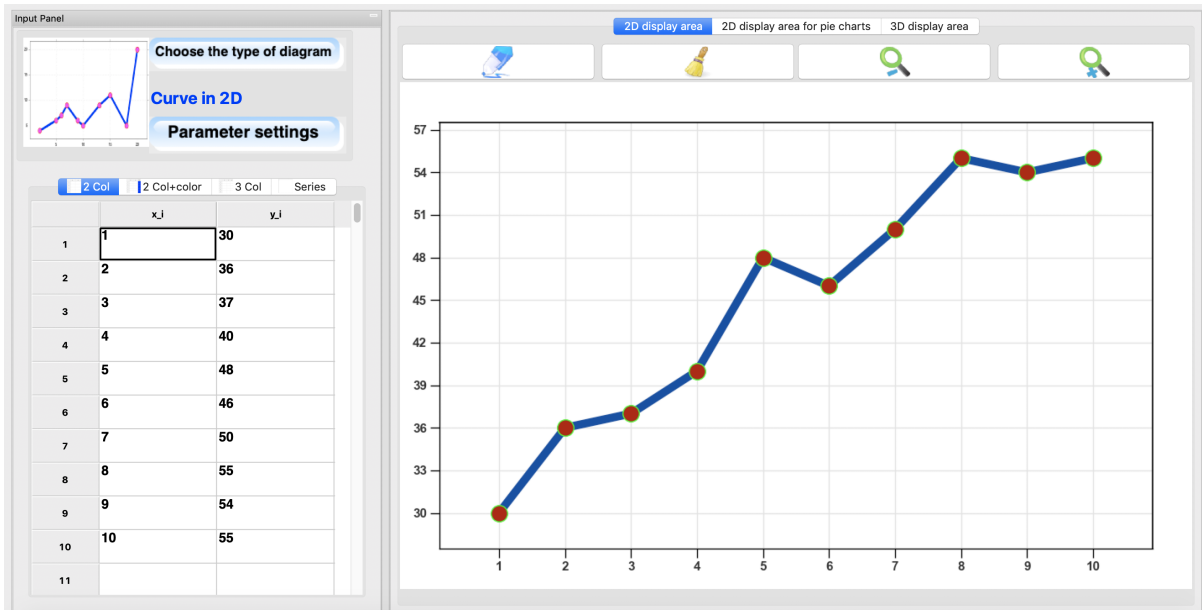 Input Panel
Choose the type of diagram
Curve in 2D
Parameter settings
2 Col 2 Col+color 3 Col Series
x_i y_i
1 1 30
2 2 36
3 3 37
4 4 40
5 5 48
6 6 46
7 7 50
8 8 55
9 9 54
10 10 55
11
2D display area 2D display area for pie charts 3D display area
57
54
51
48
45
42
39
36
33
30
1 2 3 4 5 6 7 8 9 10